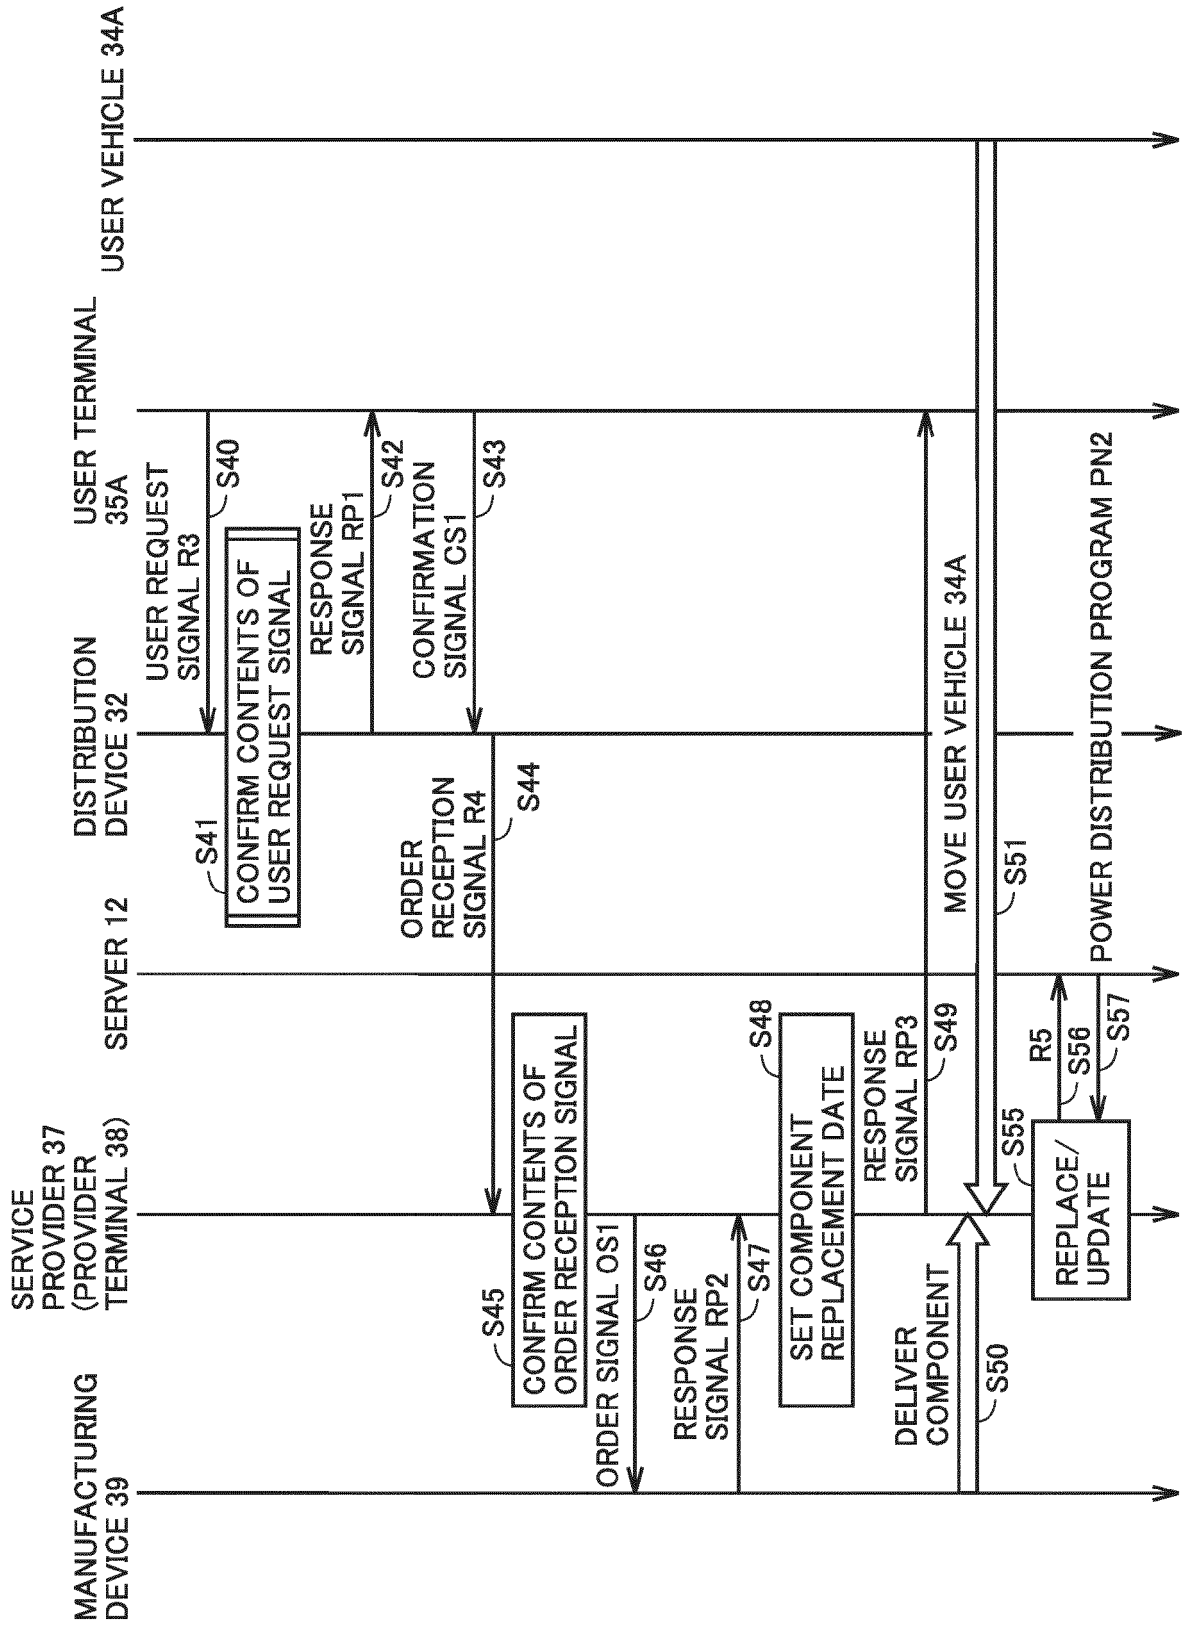 MANUFACTURING
DEVICE 39
SERVICE
PROVIDER 37
(PROVIDER
TERMINAL 38)
SERVER 12
DISTRIBUTION
DEVICE 32
USER TERMINAL
35A
USER VEHICLE 34A
USER REQUEST
SIGNAL R3
S40
S41
CONFIRM CONTENTS OF
USER REQUEST SIGNAL
RESPONSE
SIGNAL RP1
S42
CONFIRMATION
SIGNAL CS1
S43
ORDER
RECEPTION
SIGNAL R4
S44
S45
CONFIRM CONTENTS OF
ORDER RECEPTION SIGNAL
ORDER SIGNAL OS1
S46
RESPONSE
SIGNAL RP2
S47
S48
SET COMPONENT
REPLACEMENT DATE
RESPONSE
SIGNAL RP3
S49
DELIVER
COMPONENT
S50
MOVE USER VEHICLE 34A
S51
S55
REPLACE/
UPDATE
R5
S56
POWER DISTRIBUTION PROGRAM PN2
S57